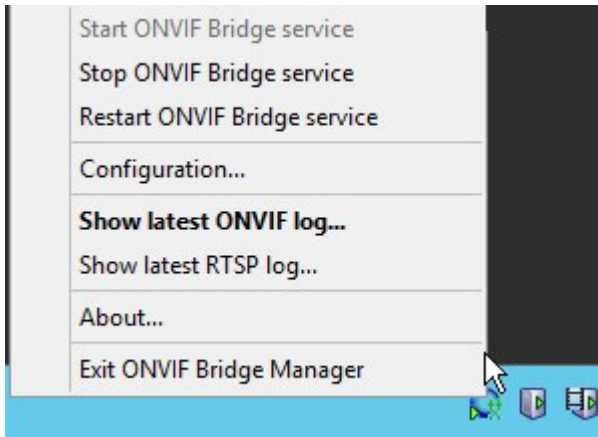 Start ONVIF Bridge service
Stop ONVIF Bridge service
Restart ONVIF Bridge service
Configuration...
Show latest ONVIF log...
Show latest RTSP log...
About...
Exit ONVIF Bridge Manager